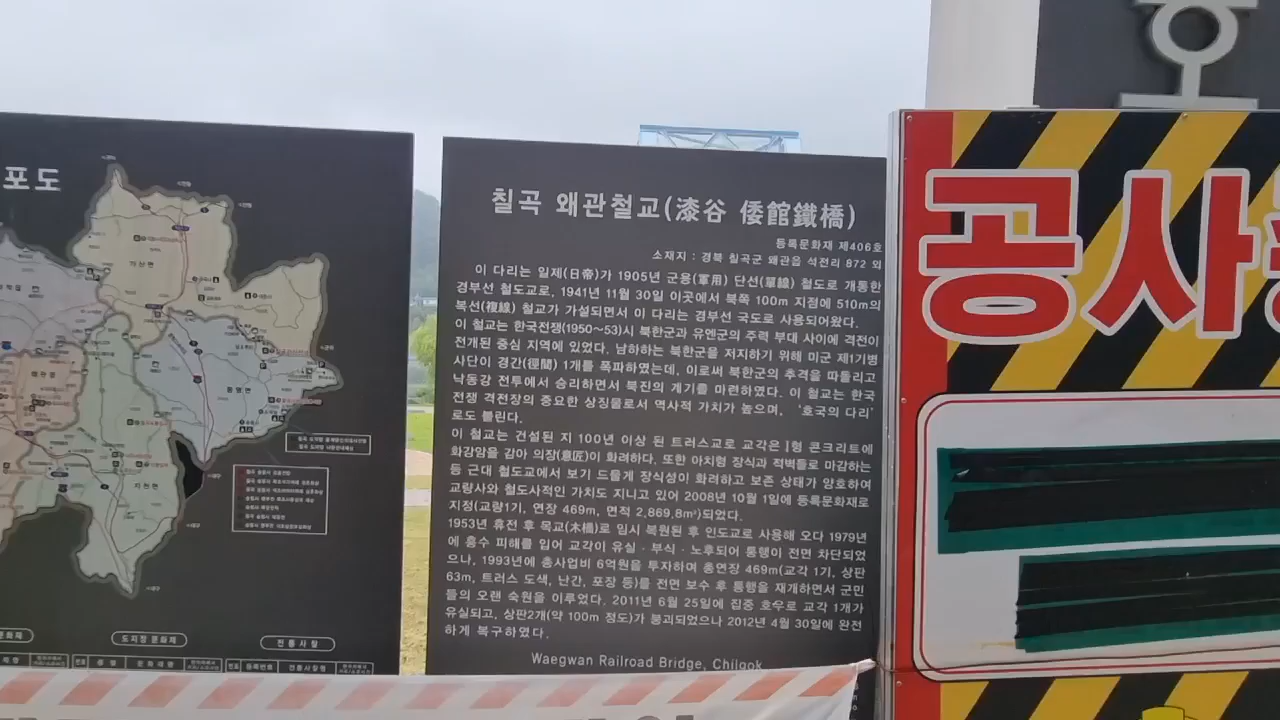 포도
가산면
왜관읍
지천면
동명면
도지정 문화재
전통사찰
칠곡 왜관철교(漆谷 倭館鐵橋)
등록문화재 제406호
소재지 : 경북 칠곡군 왜관읍 석전리 872 외
이 다리는 일제(日帝)가 1905년 군용(軍用) 단선(單線) 철도로 개통한
경부선 철도교로, 1941년 11월 30일 이곳에서 북쪽 100m 지점에 510m의
복선(複線) 철교가 가설되면서 이 다리는 경부선 국도로 사용되어왔다.
이 철교는 한국전쟁(1950~53)시 북한군과 유엔군의 주력 부대 사이에 격전이
전개된 중심 지역에 있었다. 남하하는 북한군을 저지하기 위해 미군 제1기병
사단이 경간(徑間) 1개를 폭파하였는데, 이로써 북한군의 추격을 따돌리고
낙동강 전투에서 승리하면서 북진의 계기를 마련하였다. 이 철교는 한국
전쟁 격전장의 중요한 상징물로서 역사적 가치가 높으며, '호국의 다리'
로도 불린다.
이 철교는 건설된 지 100년 이상 된 트러스교로 교각은 I형 콘크리트에
화강암을 감아 의장(意匠)이 화려하다. 또한 아치형 장식과 적벽돌로 마감하는
등 근대 철도교에서 보기 드물게 장식성이 화려하고 보존 상태가 양호하여
교량사와 철도사적인 가치도 지니고 있어 2008년 10월 1일에 등록문화재로
지정(교량1기, 연장 469m, 면적 2,869.8m²)되었다.
1953년 휴전 후 목교(木橋)로 임시 복원된 후 인도교로 사용해 오다 1979년
에 홍수 피해를 입어 교각이 유실 · 부식 · 노후되어 통행이 전면 차단되었
으나, 1993년에 총사업비 6억원을 투자하여 총연장 469m(교각 1기, 상판
63m, 트러스 도색, 난간, 포장 등)를 전면 보수 후 통행을 재개하면서 군민
들의 오랜 숙원을 이루었다. 2011년 6월 25일에 집중 호우로 교각 1개가
유실되고, 상판2개(약 100m 정도)가 붕괴되었으나 2012년 4월 30일에 완전
하게 복구하였다.
Waegwan Railroad Bridge, Chilgok
공사